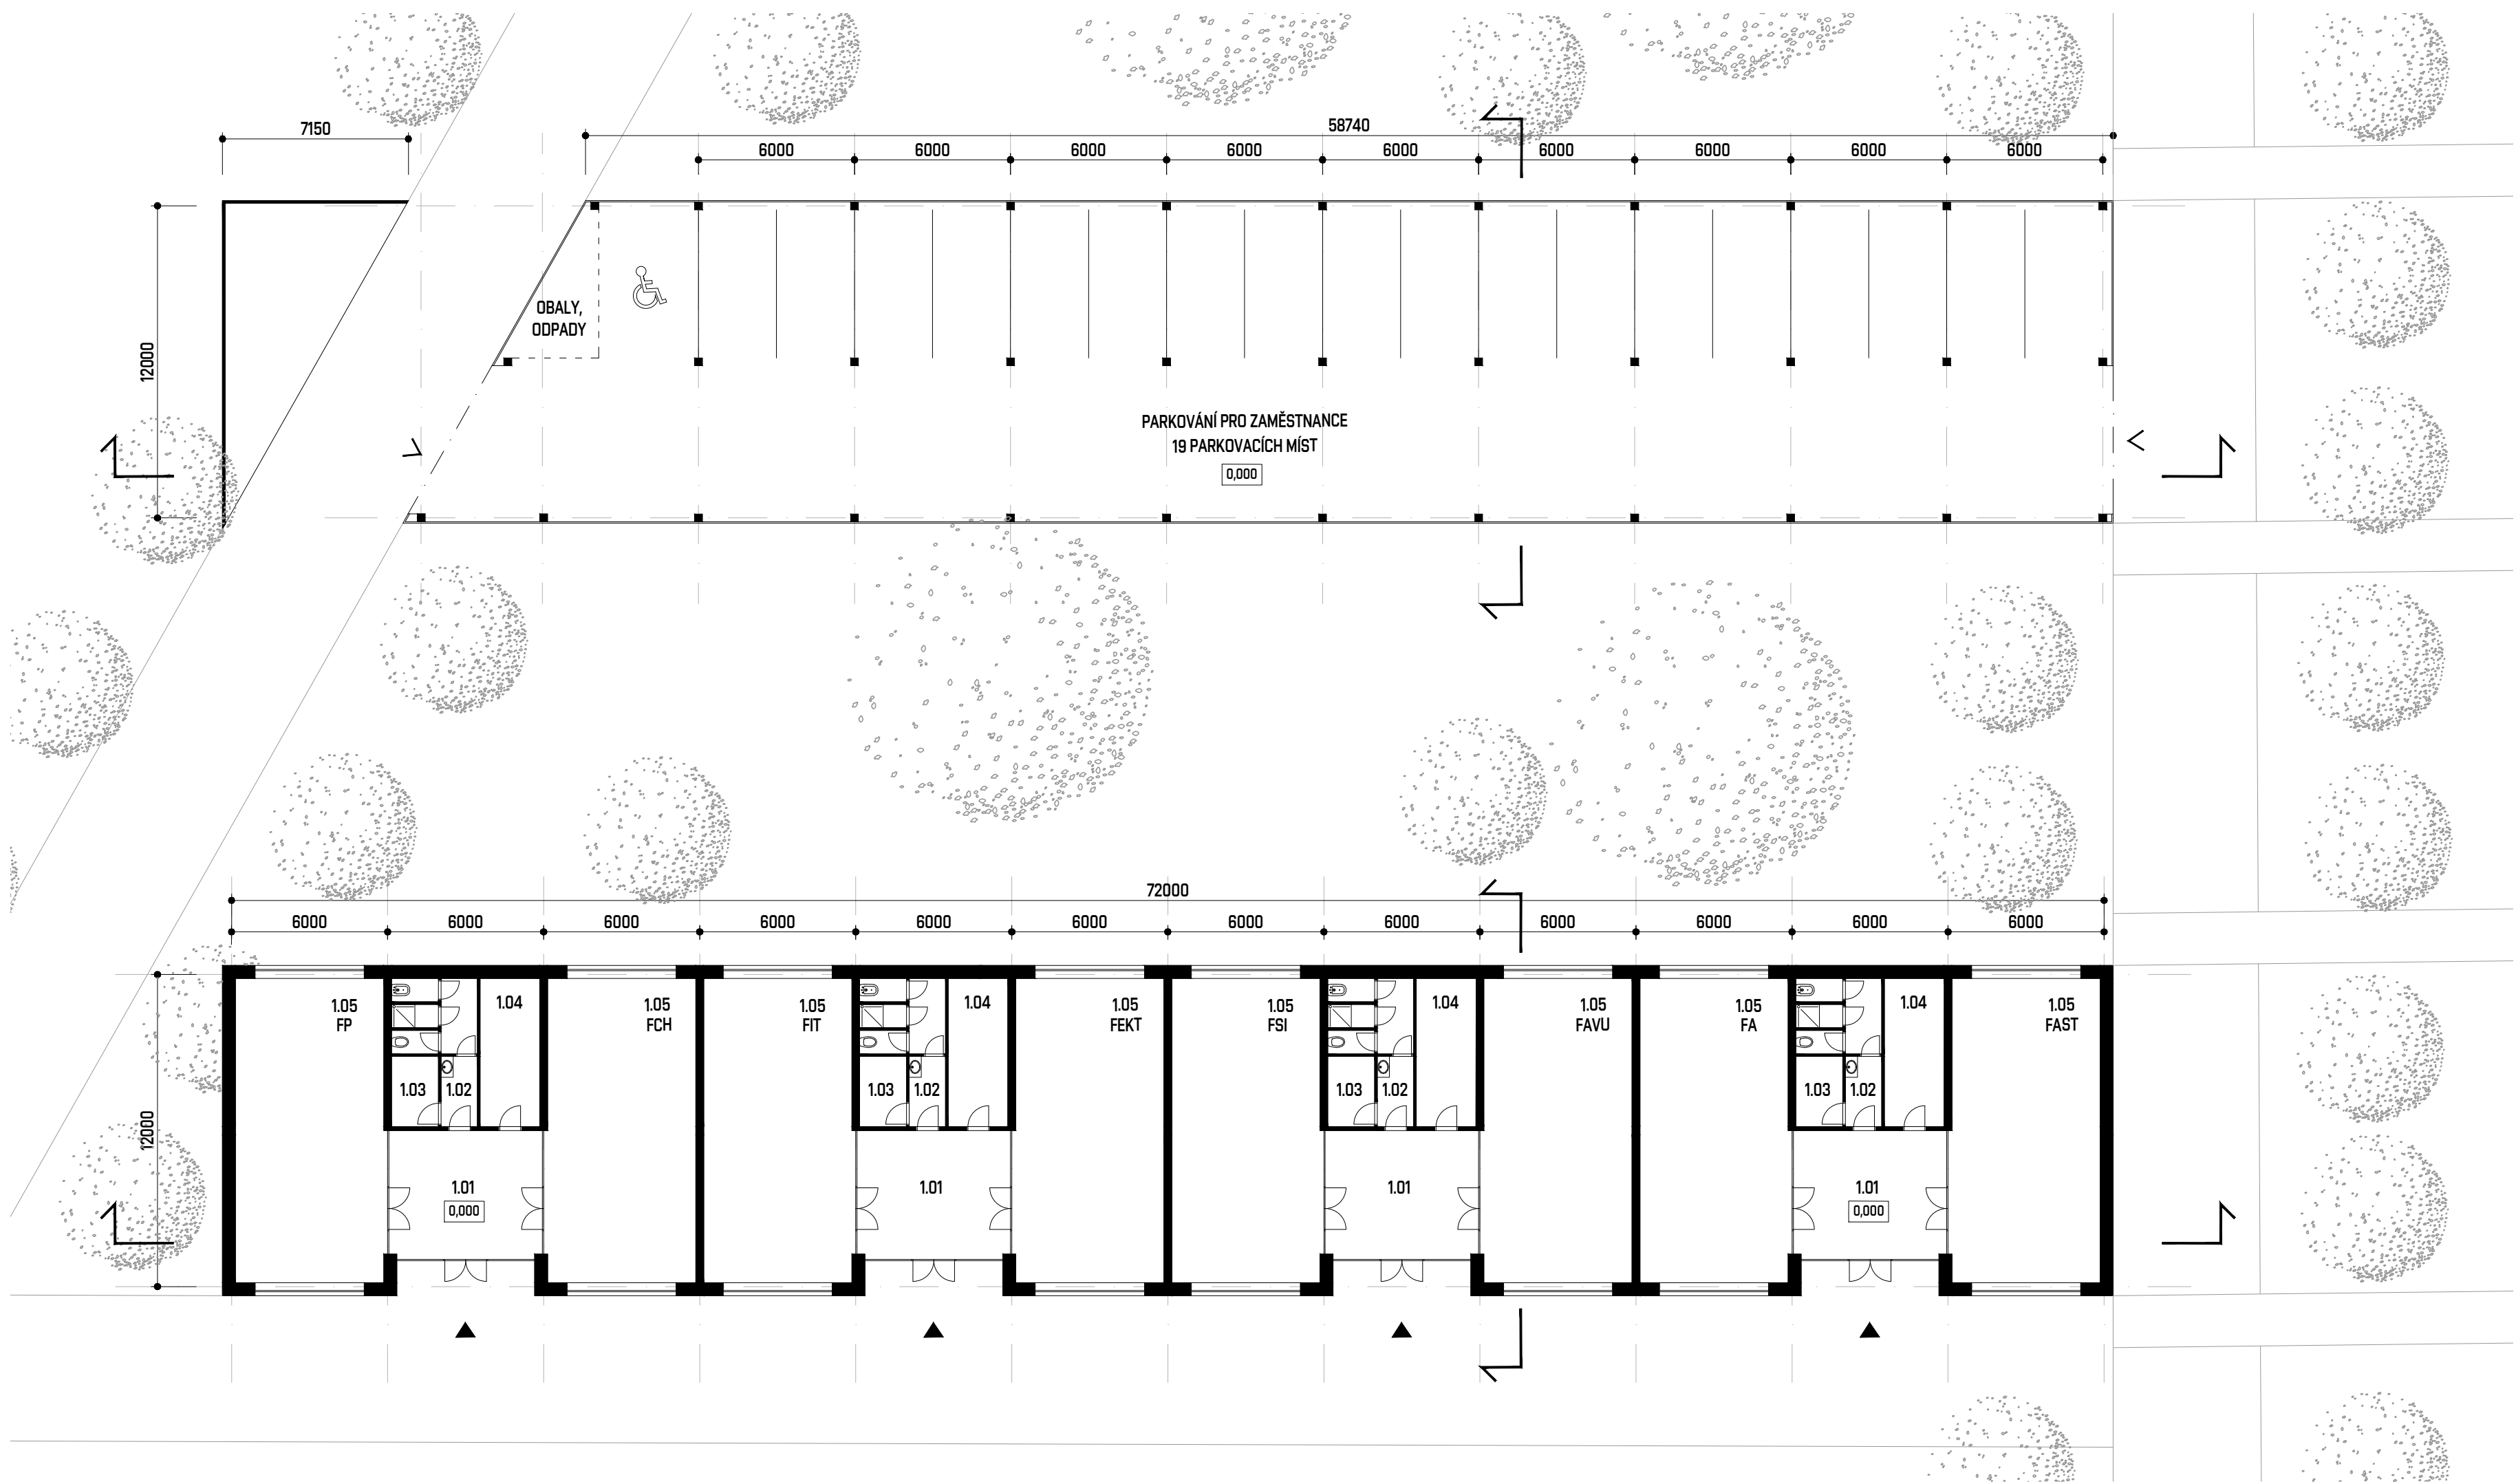 7150
58740
6000 6000 6000 6000 6000 6000 6000 6000 6000
12000
OBALY,
ODPADY
PARKOVÁNÍ PRO ZAMĚSTNANCE
19 PARKOVACÍCH MÍST
0,000
72000
6000 6000 6000 6000 6000 6000 6000 6000 6000 6000 6000 6000
12000
1.05
FP
1.04
1.03
1.02
1.01
0,000
1.05
FCH
1.05
FIT
1.04
1.03
1.02
1.01
1.05
FEKT
1.05
FSI
1.04
1.03
1.02
1.01
1.05
FAVU
1.05
FA
1.04
1.03
1.02
1.01
0,000
1.05
FAST